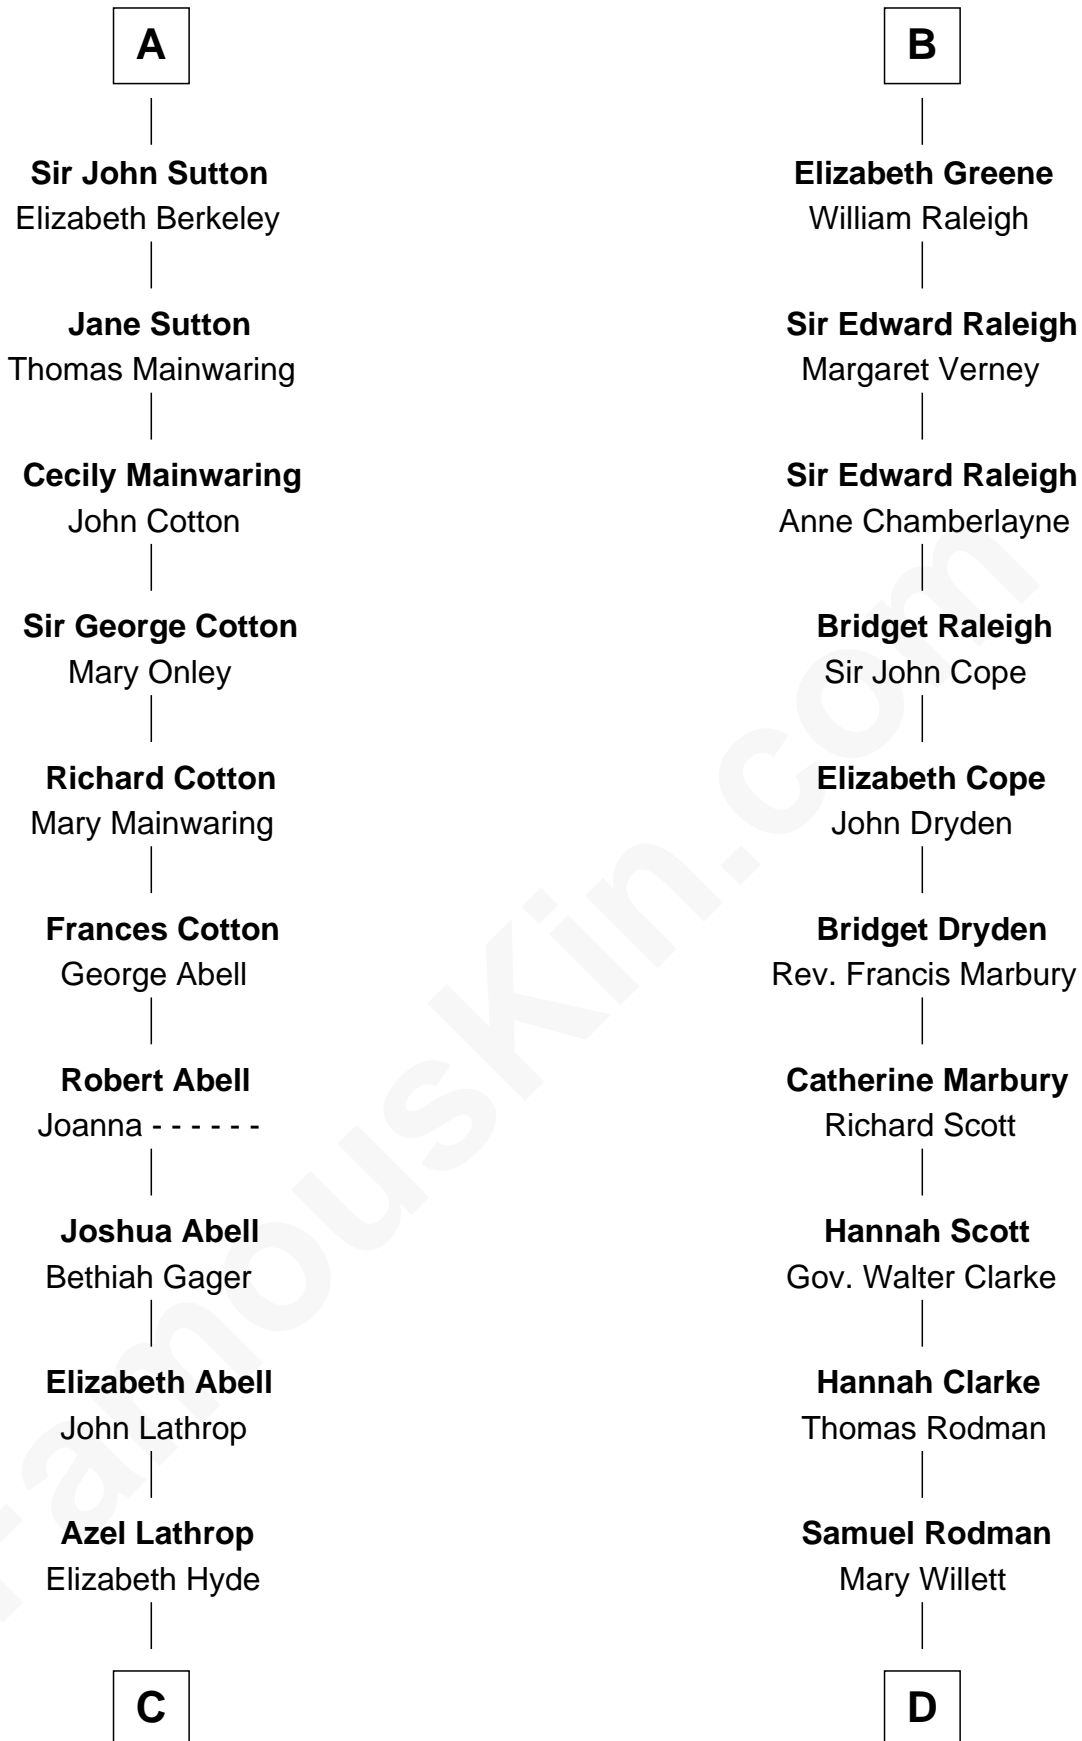 A
Sir John Sutton
Elizabeth Berkeley
Jane Sutton
Thomas Mainwaring
Cecily Mainwaring
John Cotton
Sir George Cotton
Mary Onley
Richard Cotton
Mary Mainwaring
Frances Cotton
George Abell
Robert Abell
Joanna - - - - - -
Joshua Abell
Bethiah Gager
Elizabeth Abell
John Lathrop
Azel Lathrop
Elizabeth Hyde
C
B
Elizabeth Greene
William Raleigh
Sir Edward Raleigh
Margaret Verney
Sir Edward Raleigh
Anne Chamberlayne
Bridget Raleigh
Sir John Cope
Elizabeth Cope
John Dryden
Bridget Dryden
Rev. Francis Marbury
Catherine Marbury
Richard Scott
Hannah Scott
Gov. Walter Clarke
Hannah Clarke
Thomas Rodman
Samuel Rodman
Mary Willett
D
FamousKin.com